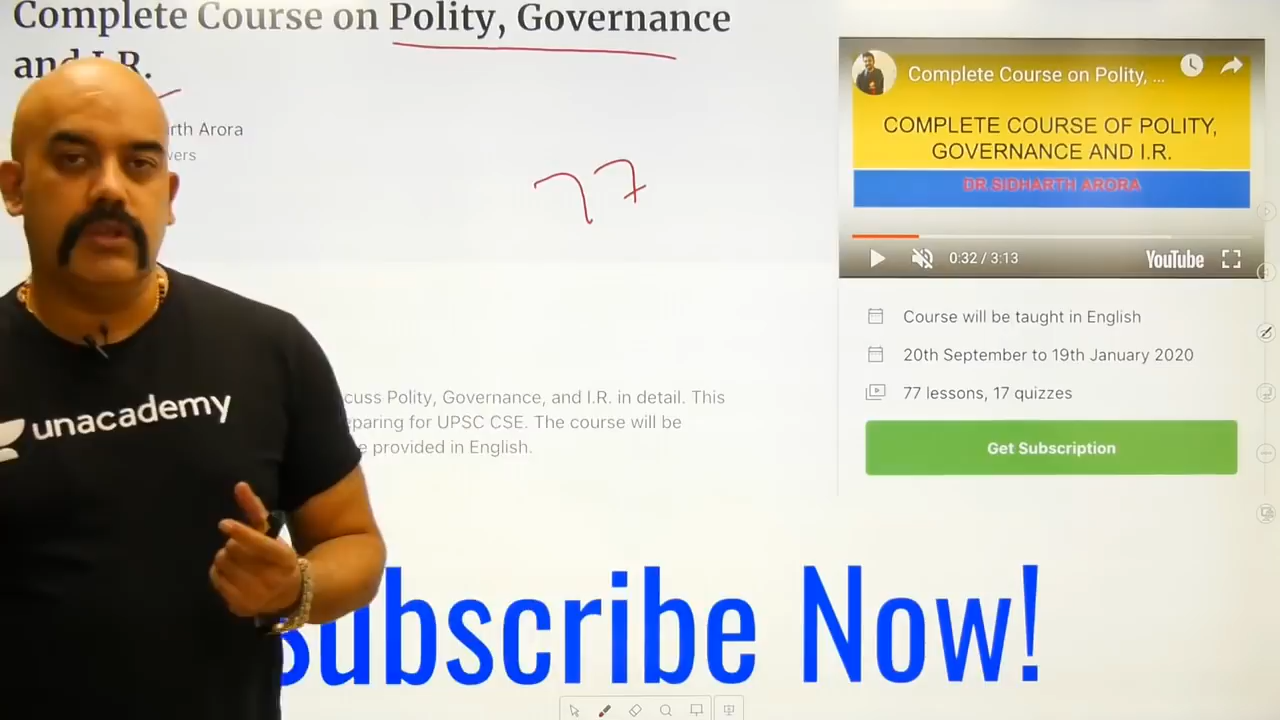 Complete Course on Polity, Governance
and I.R.
rth Arora
wers
77
cuss Polity, Governance, and I.R. in detail. This
eparing for UPSC CSE. The course will be
e provided in English.
Complete Course on Polity, ...
COMPLETE COURSE OF POLITY,
GOVERNANCE AND I.R.
DR.SIDHARTH ARORA
0:32 / 3:13
YouTube
Course will be taught in English
20th September to 19th January 2020
77 lessons, 17 quizzes
Get Subscription
unacademy
Subscribe Now!